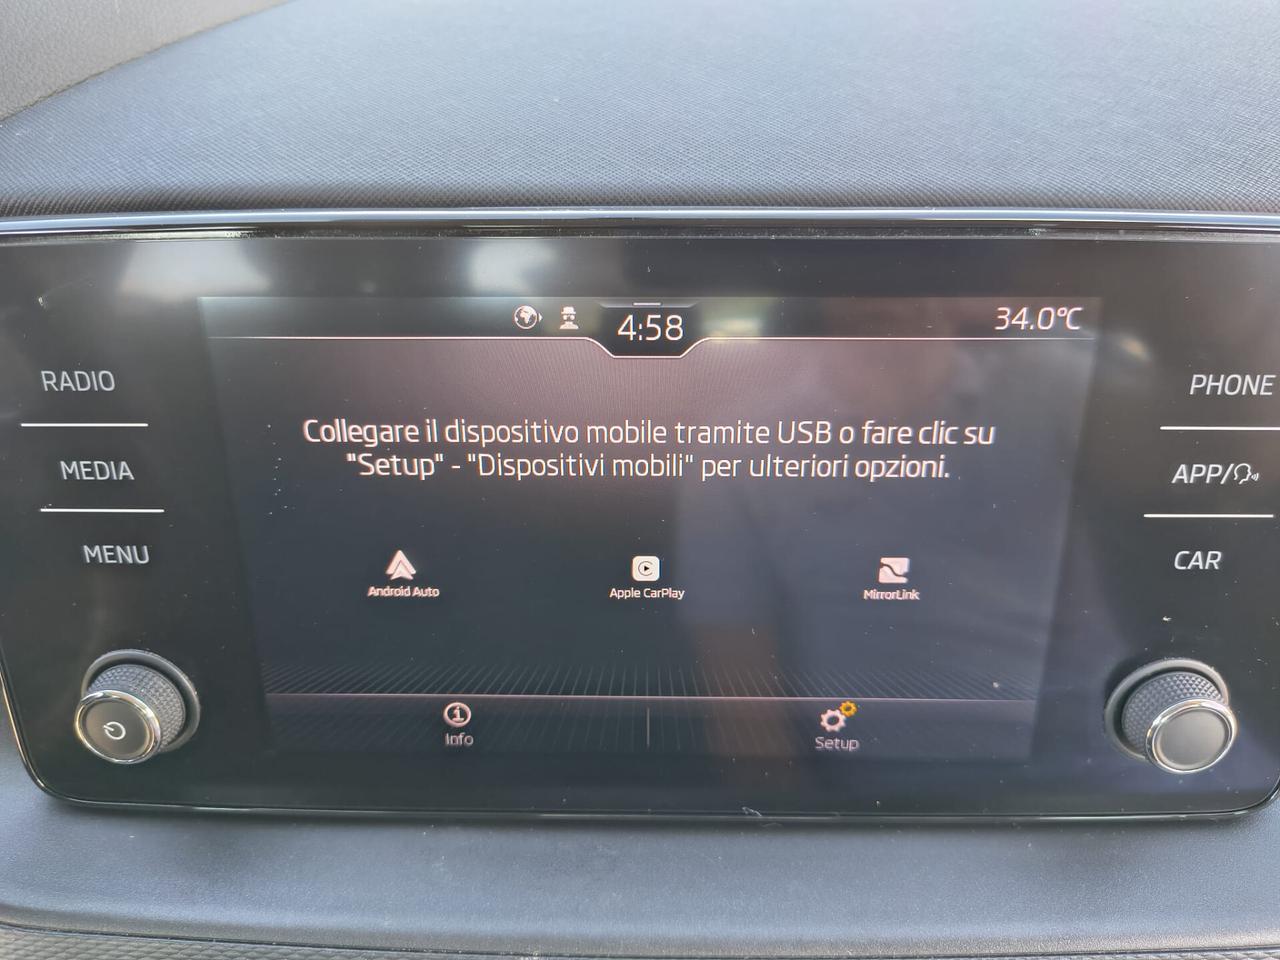 4:58
34.0°C
RADIO
MEDIA
MENU
Collegare il dispositivo mobile tramite USB o fare clic su
"Setup" - "Dispositivi mobili" per ulteriori opzioni.
Android Auto
Apple CarPlay
MirrorLink
Info
Setup
PHONE
APP/
CAR